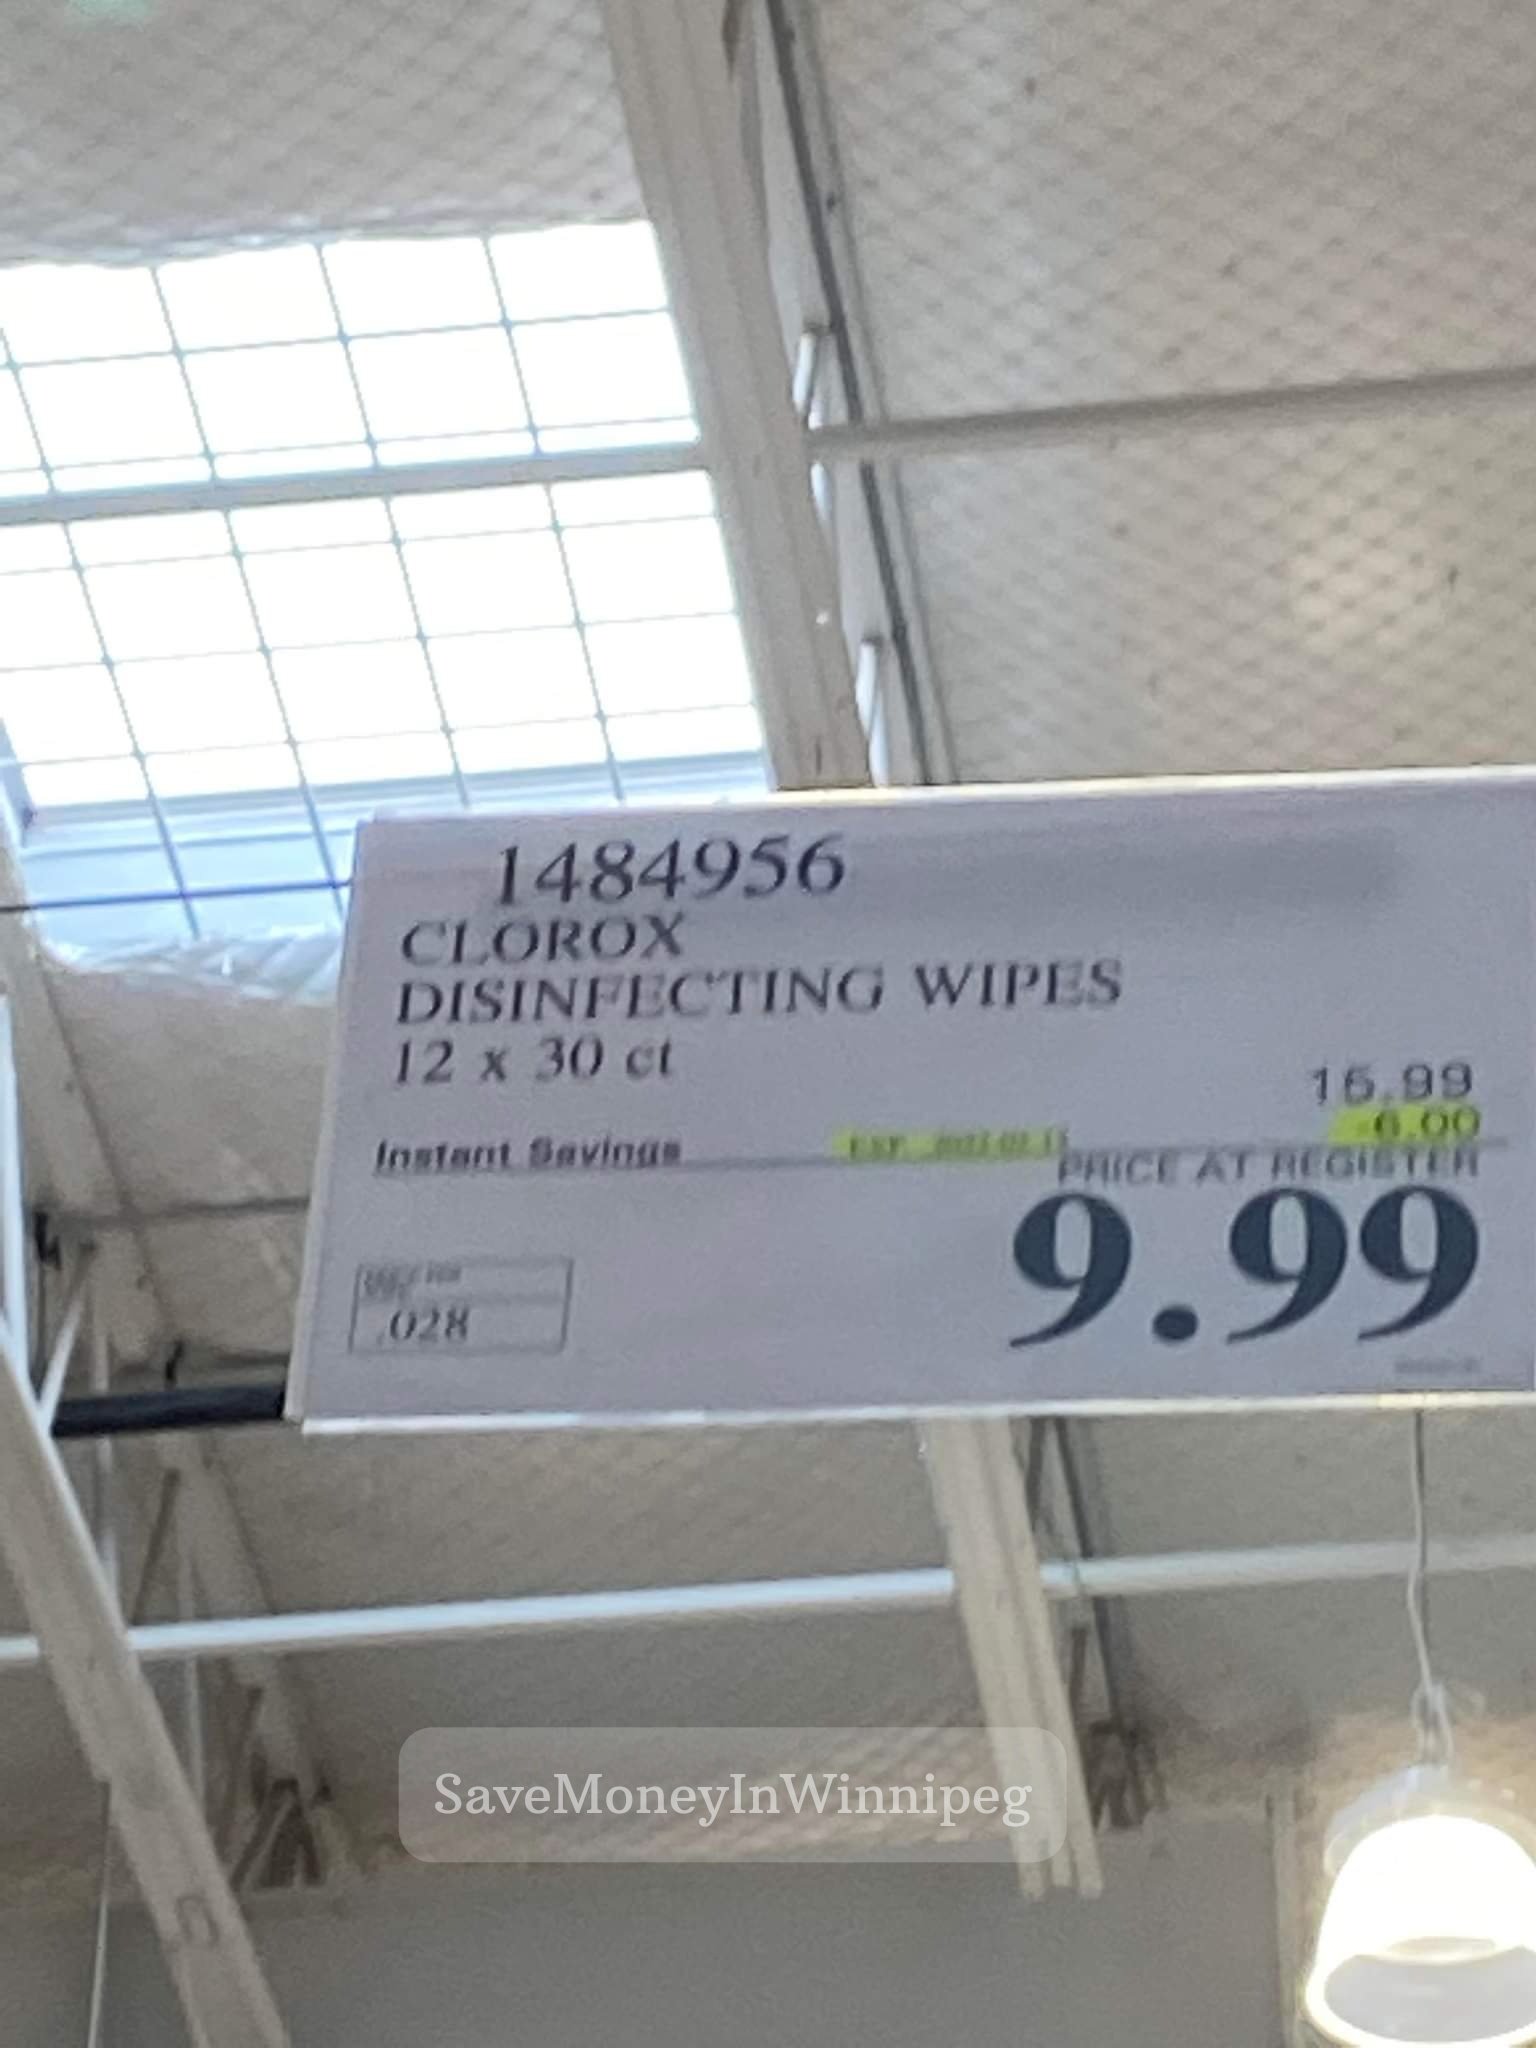 1484956
CLOROX
DISINFECTING WIPES
12 x 30 ct
15.99
Instant Savings
-6.00
PRICE AT REGISTER
9.99
.028
SaveMoneyInWinnipeg